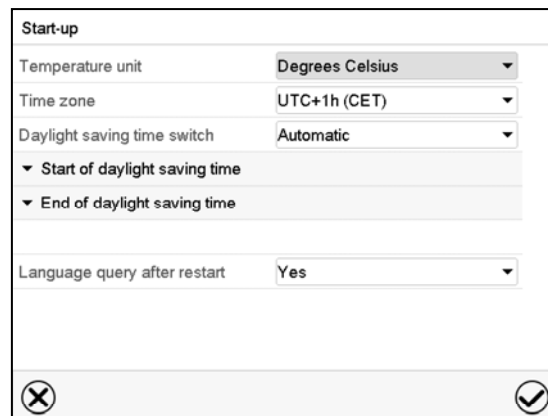 Start-up
Temperature unit Degrees Celsius
Time zone UTC+1h (CET)
Daylight saving time switch Automatic
Start of daylight saving time
End of daylight saving time
Language query after restart Yes